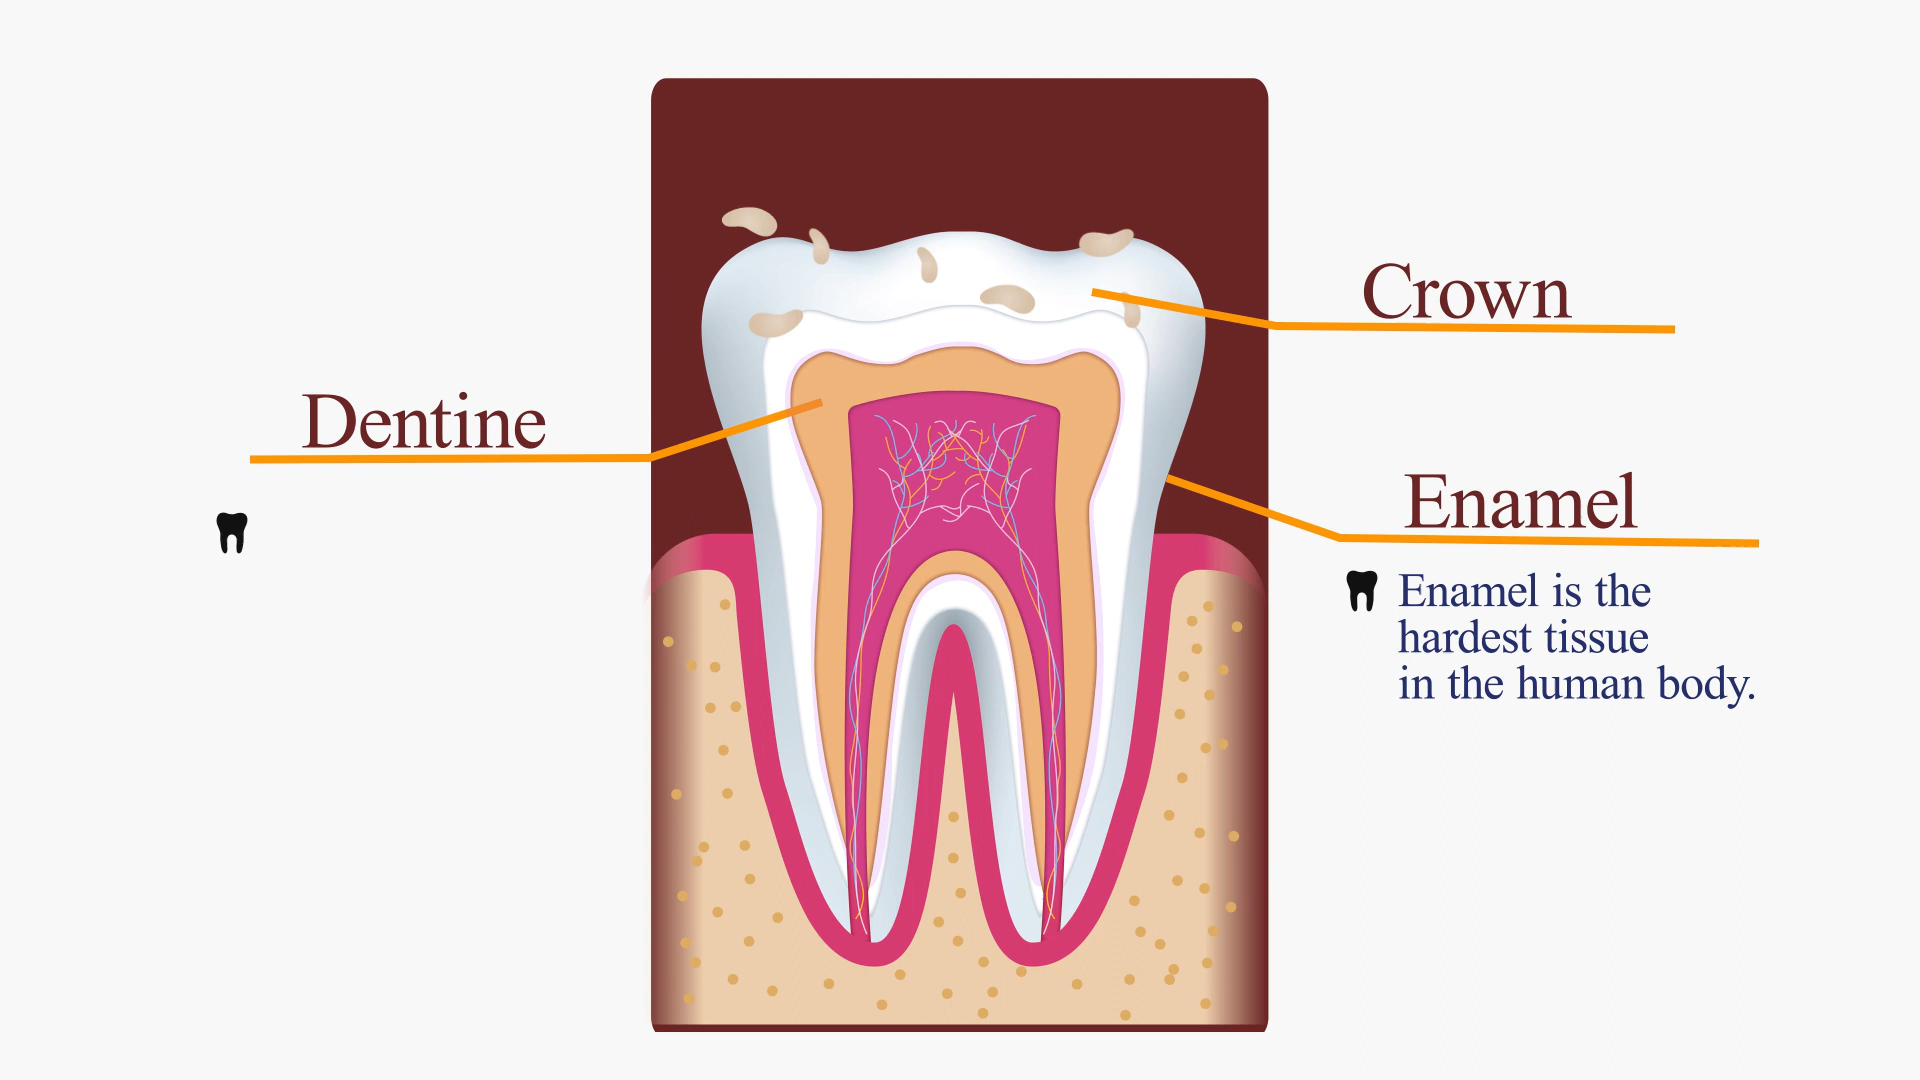 Crown
Dentine
Enamel
Enamel is the
hardest tissue
in the human body.